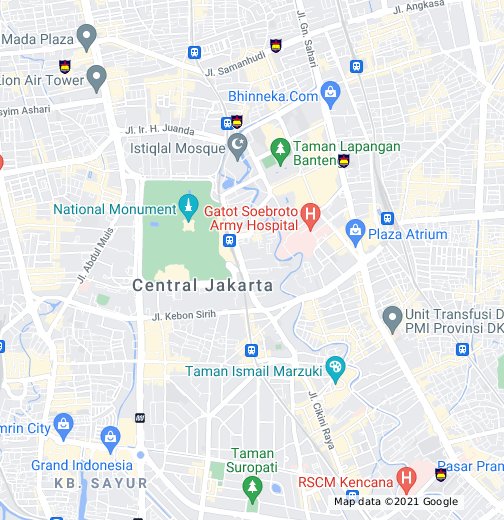 Jl. Angkasa
Mada Plaza
Jl. Gn. Sahari
Jl. Samanhudi
Lion Air Tower
Bhinneka.Com
syim Ashari
Jl. Ir. H. Juanda
Istiqlal Mosque
Taman Lapangan
Banteng
National Monument
Gatot Soebroto
Army Hospital
Plaza Atrium
Jl. Abdul Muis
Central Jakarta
Jl. Kebon Sirih
Unit Transfusi D
PMI Provinsi DK
Taman Ismail Marzuki
Jl. Cikini Raya
mrin City
Grand Indonesia
Taman
Suropati
KB. SAYUR
RSCM Kencana
Pasar Pram
Map data ©2021 Google